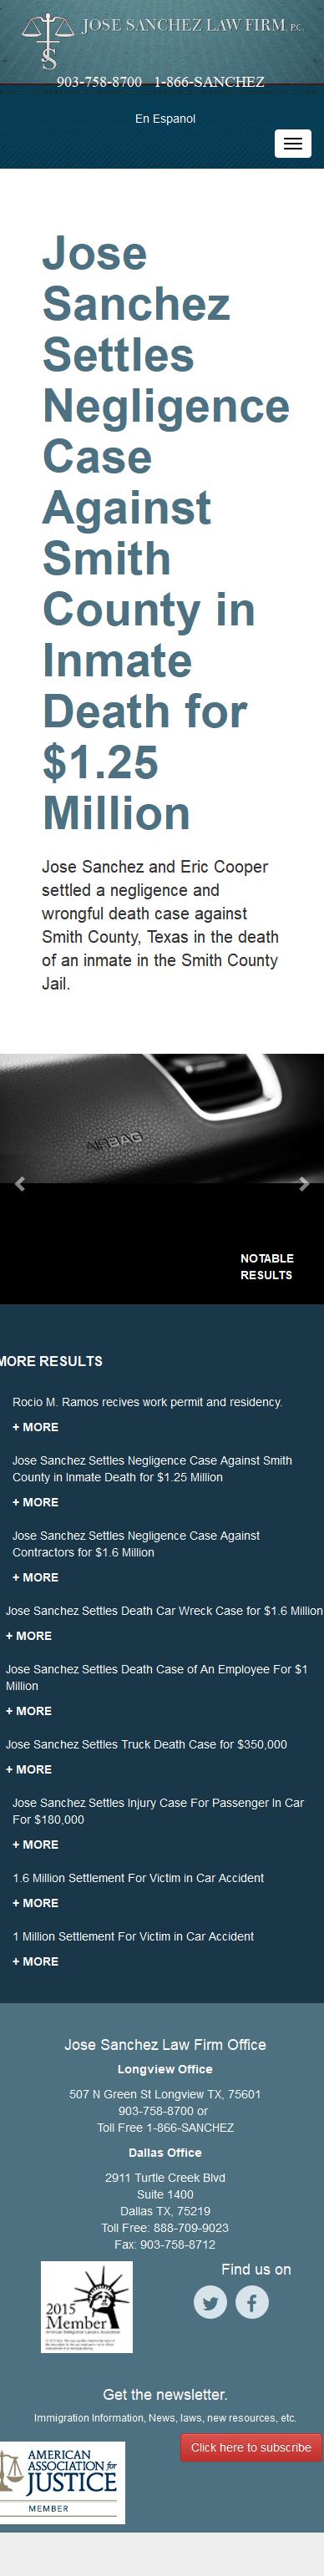 JOSE SANCHEZ LAW FIRM, P.C.
903-758-8700 1-866-SANCHEZ
En Espanol
Jose
Sanchez
Settles
Negligence
Case
Against
Smith
County in
Inmate
Death for
$1.25
Million
Jose Sanchez and Eric Cooper
settled a negligence and
wrongful death case against
Smith County, Texas in the death
of an inmate in the Smith County
Jail.
AIRBAG
NOTABLE
RESULTS
MORE RESULTS
Rocio M. Ramos recives work permit and residency.
+ MORE
Jose Sanchez Settles Negligence Case Against Smith
County in Inmate Death for $1.25 Million
+ MORE
Jose Sanchez Settles Negligence Case Against
Contractors for $1.6 Million
+ MORE
Jose Sanchez Settles Death Car Wreck Case for $1.6 Million
+ MORE
Jose Sanchez Settles Death Case of An Employee For $1
Million
+ MORE
Jose Sanchez Settles Truck Death Case for $350,000
+ MORE
Jose Sanchez Settles Injury Case For Passenger In Car
For $180,000
+ MORE
1.6 Million Settlement For Victim in Car Accident
+ MORE
1 Million Settlement For Victim in Car Accident
+ MORE
Jose Sanchez Law Firm Office
Longview Office
507 N Green St Longview TX, 75601
903-758-8700 or
Toll Free 1-866-SANCHEZ
Dallas Office
2911 Turtle Creek Blvd
Suite 1400
Dallas TX, 75219
Toll Free: 888-709-9023
Fax: 903-758-8712
2015
Member
American Immigration Lawyers Association
Find us on
Get the newsletter.
Immigration Information, News, laws, new resources, etc.
Click here to subscribe
AMERICAN
ASSOCIATION for
JUSTICE
MEMBER